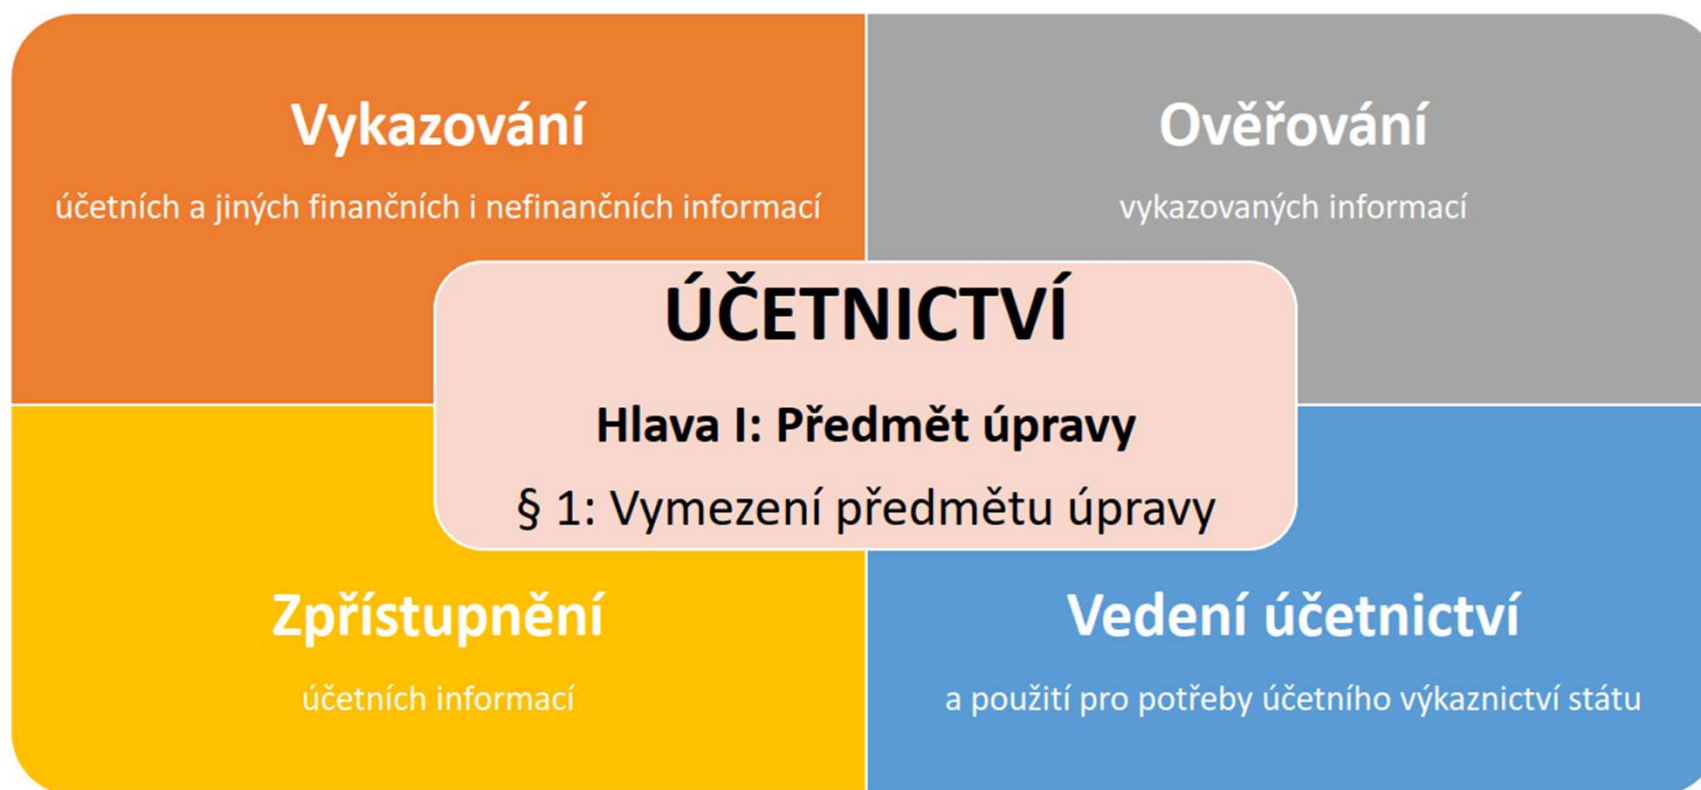 Vykazování
účetních a jiných finančních i nefinančních informací
Ověřování
vykazovaných informací
ÚČETNICTVÍ
Hlava I: Předmět úpravy
§ 1: Vymezení předmětu úpravy
Zpřístupnění
účetních informací
Vedení účetnictví
a použití pro potřeby účetního výkaznictví státu